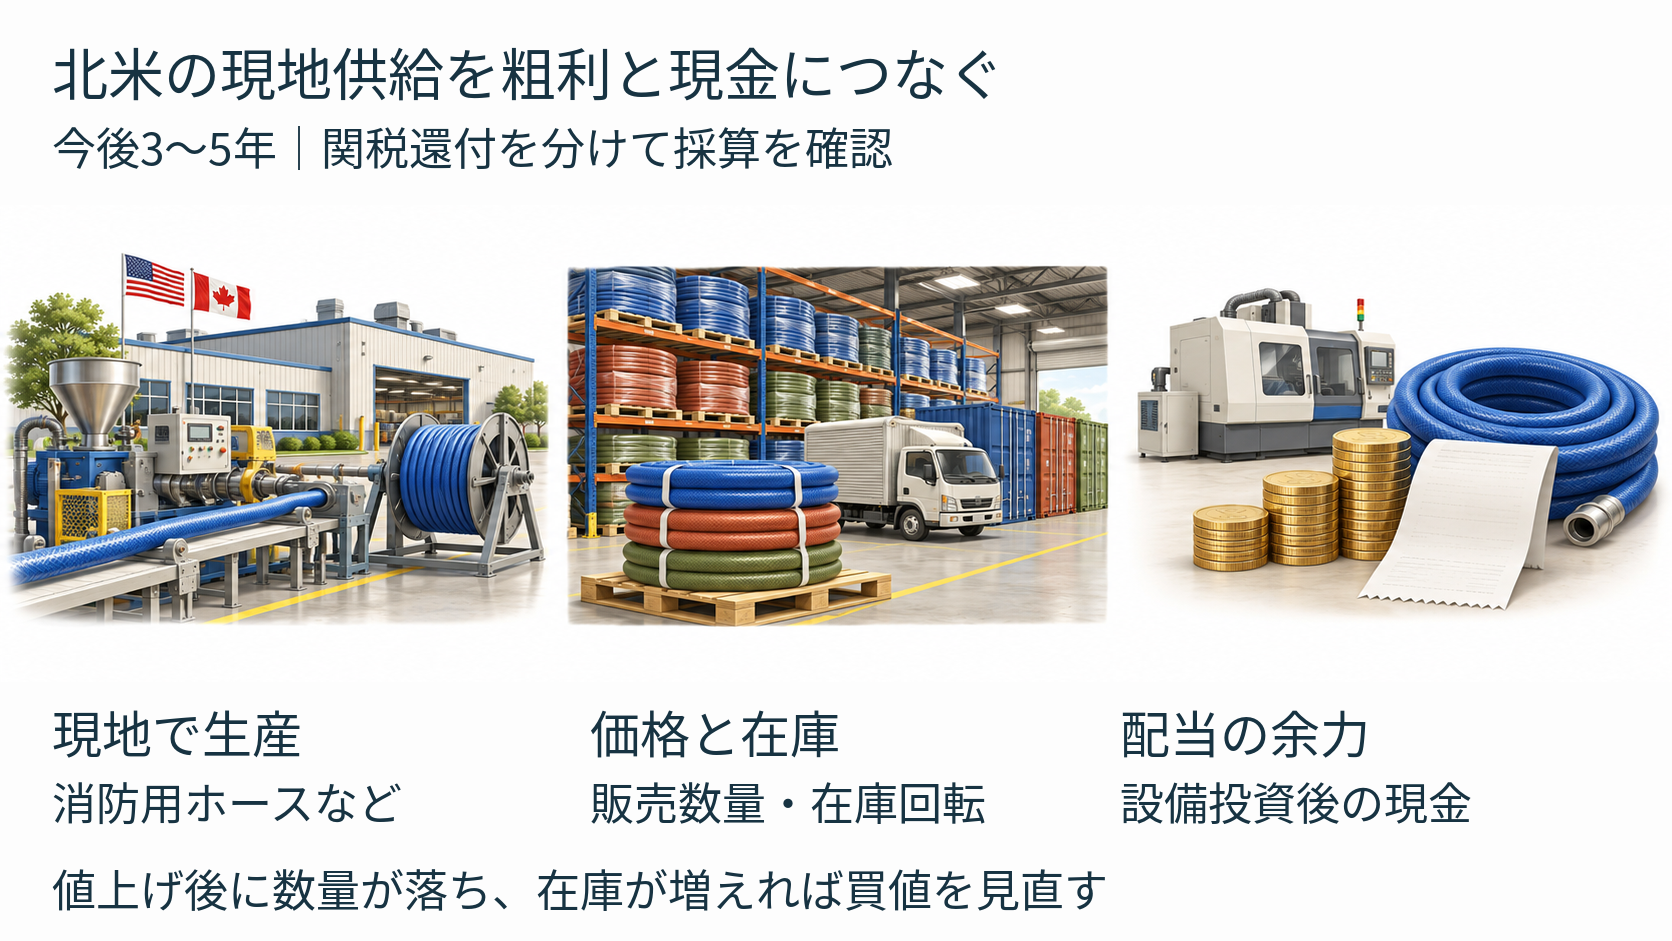 北米の現地供給を粗利と現金につなぐ
今後3～5年｜関税還付を分けて採算を確認
現地で生産
消防用ホースなど
価格と在庫
販売数量・在庫回転
配当の余力
設備投資後の現金
値上げ後に数量が落ち、在庫が増えれば買値を見直す